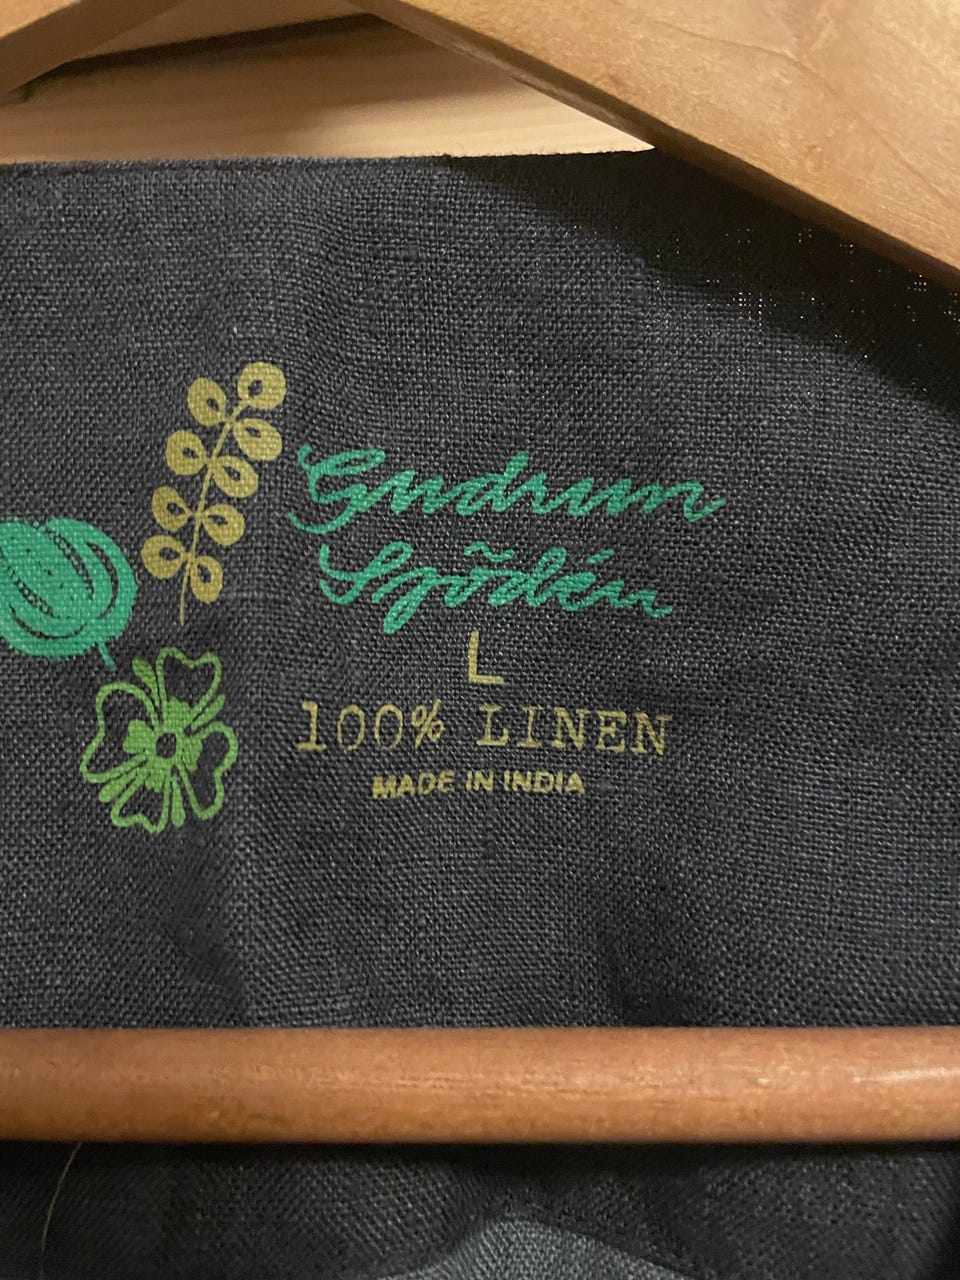 Gudrun
Sjödén
L
100% LINEN
MADE IN INDIA